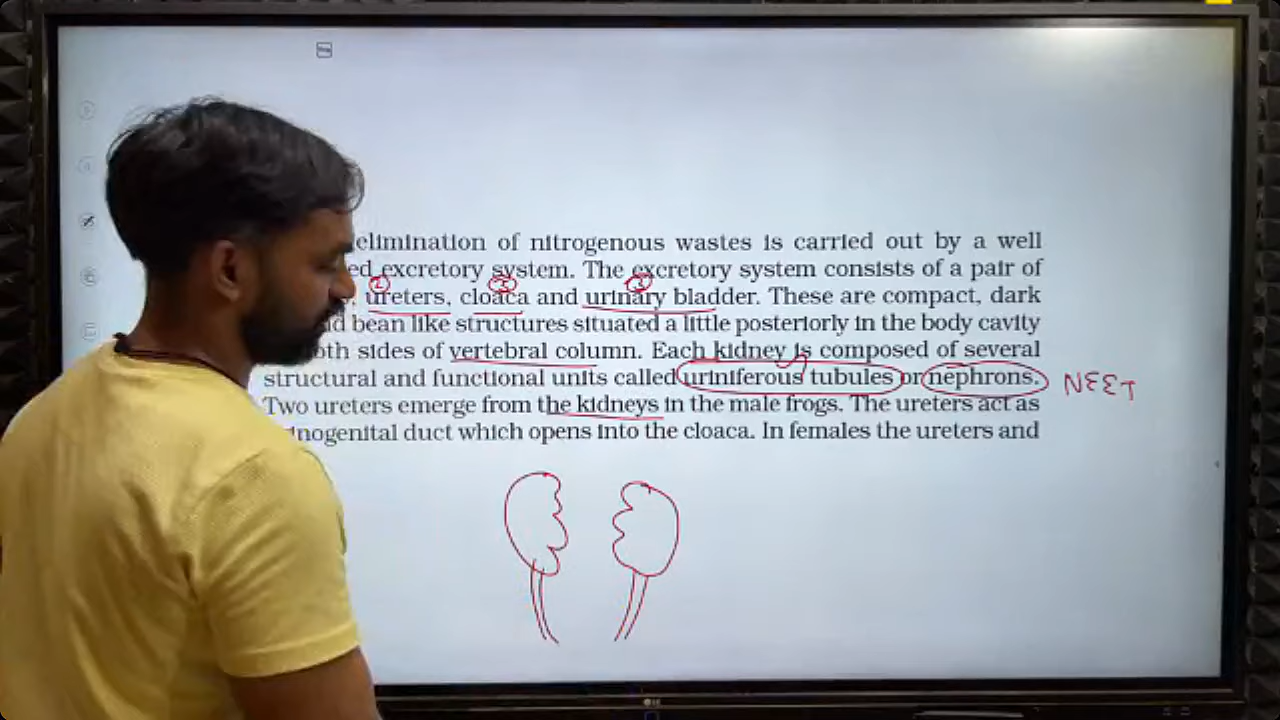 elimination of nitrogenous wastes is carried out by a well
ed excretory system. The excretory system consists of a pair of
ureters, cloaca and urinary bladder. These are compact, dark
bean like structures situated a little posteriorly in the body cavity
sides of vertebral column. Each kidney is composed of several
structural and functional units called uriniferous tubules or nephrons. NEET
Two ureters emerge from the kidneys in the male frogs. The ureters act as
duct which opens into the cloaca. In females the ureters and
LG